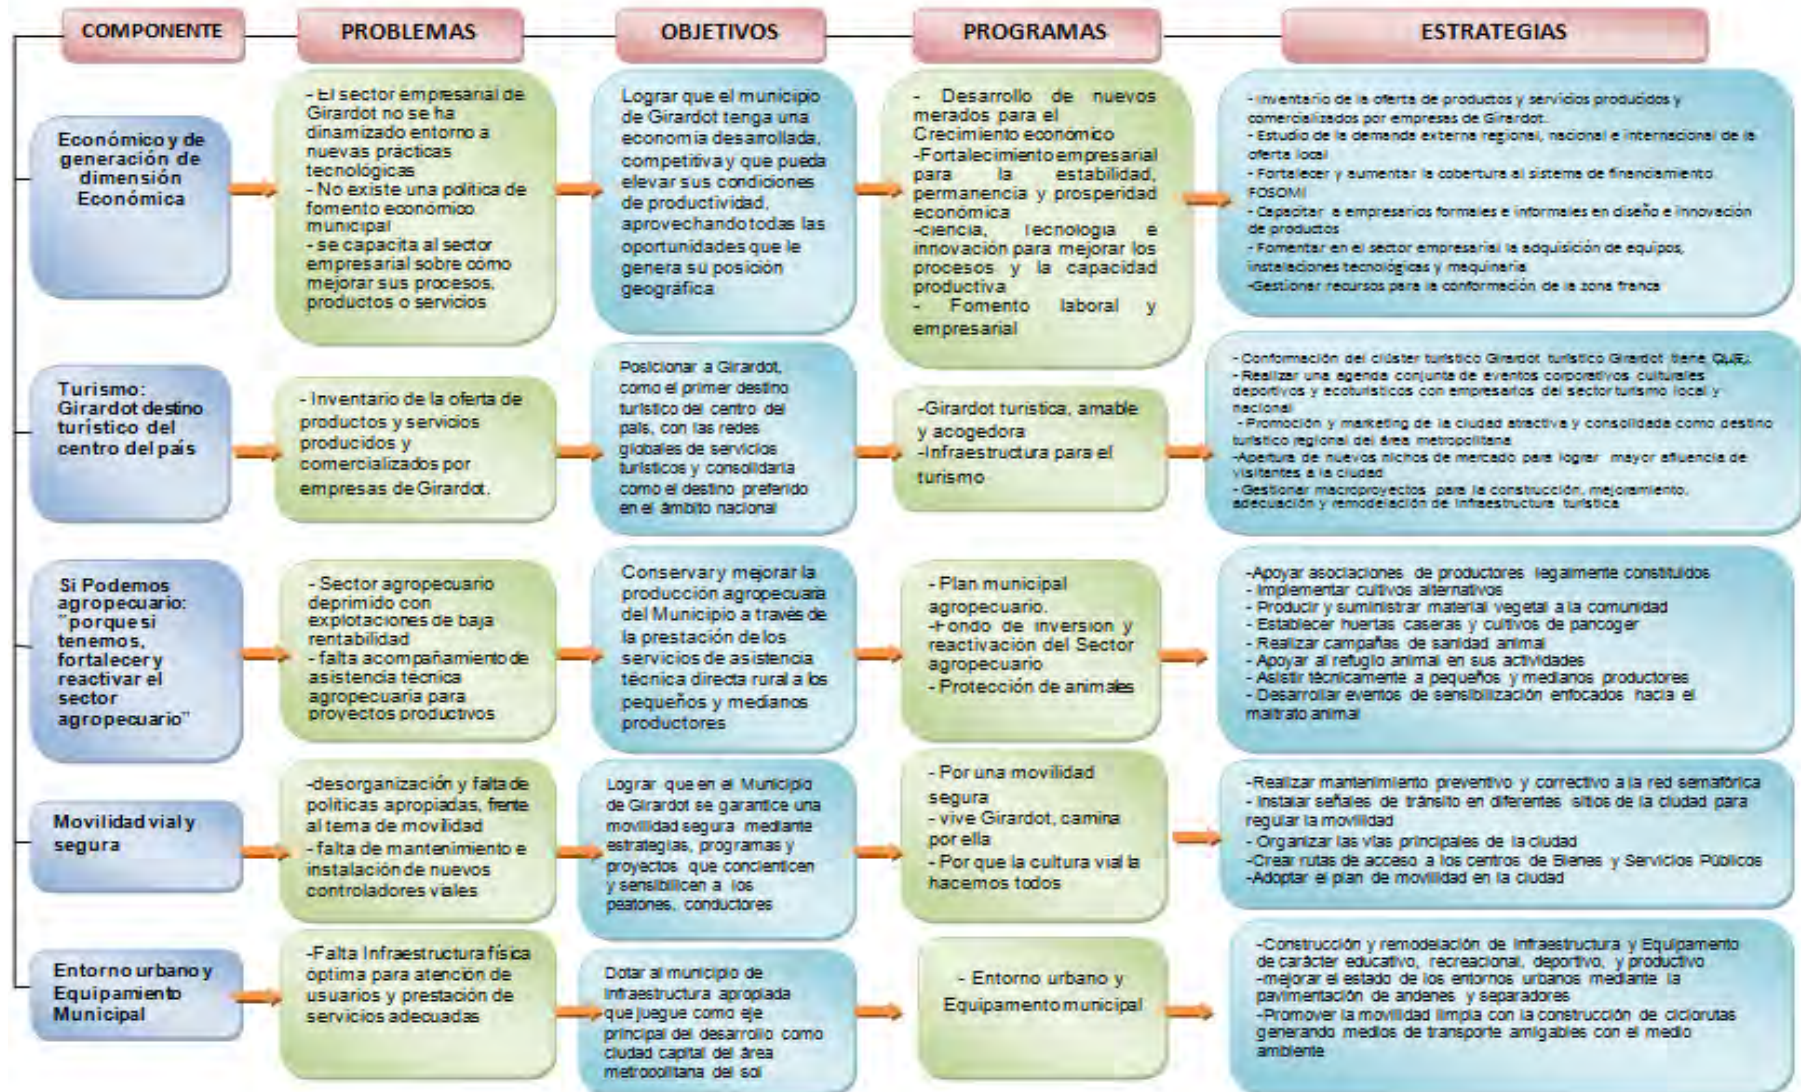 COMPONENTE
PROBLEMAS
OBJETIVOS
PROGRAMAS
ESTRATEGIAS
Económico y de
generación de
dimensión
Económica
- El sector empresarial de
Girardot no se ha
dinamizado entorno a
nuevas prácticas
tecnológicas
- No existe una política de
fomento económico
municipal
- se capacita al sector
empresarial sobre cómo
mejorar sus procesos,
productos o servicios
Lograr que el municipio
de Girardot tenga una
economía desarrollada,
competitiva y que pueda
elevar sus condiciones
de productividad,
aprovechando todas las
oportunidades que le
genera su posición
geográfica
- Desarrollo de nuevos
merados para el
Crecimiento económico
-Fortalecimiento empresarial
para la estabilidad,
permanencia y prosperidad
económica
-ciencia, Tecnología e
innovación para mejorar los
procesos y la capacidad
productiva
- Fomento laboral y
empresarial
- Inventario de la oferta de productos y servicios producidos y
comercializados por empresas de Girardot.
- Estudio de la demanda externa regional, nacional e internacional de la
oferta local
- Fortalecer y aumentar la cobertura al sistema de financiamiento
FOSOMI
- Capacitar a empresarios formales e informales en diseño e innovación
de productos
- Fomentar en el sector empresarial la adquisición de equipos,
instalaciones tecnológicas y maquinaria
-Gestionar recursos para la conformación de la zona franca
Turismo:
Girardot destino
turístico del
centro del país
- Inventario de la oferta de
productos y servicios
producidos y
comercializados por
empresas de Girardot.
Posicionar a Girardot,
como el primer destino
turístico del centro del
país, con las redes
globales de servicios
turísticos y consolidarla
como el destino preferido
en el ámbito nacional
-Girardot turística, amable
y acogedora
-Infraestructura para el
turismo
- Conformación del clúster turístico Girardot turístico Girardot tiene
- Realizar una agenda conjunta de eventos corporativos culturales
deportivos y ecoturísticos con empresarios del sector turismo local y
nacional
- Promoción y marketing de la ciudad atractiva y consolidada como destino
turístico regional del área metropolitana
-Apertura de nuevos nichos de mercado para lograr mayor afluencia de
visitantes a la ciudad
- Gestionar macroproyectos para la construcción, mejoramiento,
adecuación y remodelación de infraestructura turística
Si Podemos
agropecuario:
"porque si
tenemos,
fortalecer y
reactivar el
sector
agropecuario"
- Sector agropecuario
deprimido con
explotaciones de baja
rentabilidad
- falta acompañamiento de
asistencia técnica
agropecuaria para
proyectos productivos
Conservar y mejorar la
producción agropecuaria
del Municipio a través de
la prestación de los
servicios de asistencia
técnica directa rural a los
pequeños y medianos
productores
- Plan municipal
agropecuario.
-Fondo de inversión y
reactivación del Sector
agropecuario
- Protección de animales
-Apoyar asociaciones de productores legalmente constituidos
- Implementar cultivos alternativos
- Producir y suministrar material vegetal a la comunidad
- Establecer huertas caseras y cultivos de pancoger
- Realizar campañas de sanidad animal
- Apoyar al refugio animal en sus actividades
- Asistir técnicamente a pequeños y medianos productores
- Desarrollar eventos de sensibilización enfocados hacia el
maltrato animal
Movilidad vial y
segura
-desorganización y falta de
políticas apropiadas, frente
al tema de movilidad
- falta de mantenimiento e
instalación de nuevos
controladores viales
Lograr que en el Municipio
de Girardot se garantice una
movilidad segura mediante
estrategias, programas y
proyectos que concienticen
y sensibilicen a los
peatones, conductores
- Por una movilidad
segura
- vive Girardot, camina
por ella
- Por que la cultura vial la
hacemos todos
-Realizar mantenimiento preventivo y correctivo a la red semafórica
- Instalar señales de tránsito en diferentes sitios de la ciudad para
regular la movilidad
- Organizar las vías principales de la ciudad
-Crear rutas de acceso a los centros de Bienes y Servicios Públicos
-Adoptar el plan de movilidad en la ciudad
Entorno urbano y
Equipamiento
Municipal
-Falta Infraestructura física
óptima para atención de
usuarios y prestación de
servicios adecuadas
Dotar al municipio de
Infraestructura apropiada
que juegue como eje
principal del desarrollo como
ciudad capital del área
metropolitana del sol
- Entorno urbano y
Equipamento municipal
-Construcción y remodelación de Infraestructura y Equipamento
de carácter educativo, recreacional, deportivo, y productivo
-mejorar el estado de los entornos urbanos mediante la
pavimentación de andenes y separadores
-Promover la movilidad limpia con la construcción de ciclorutas
generando medios de transporte amigables con el medio
ambiente